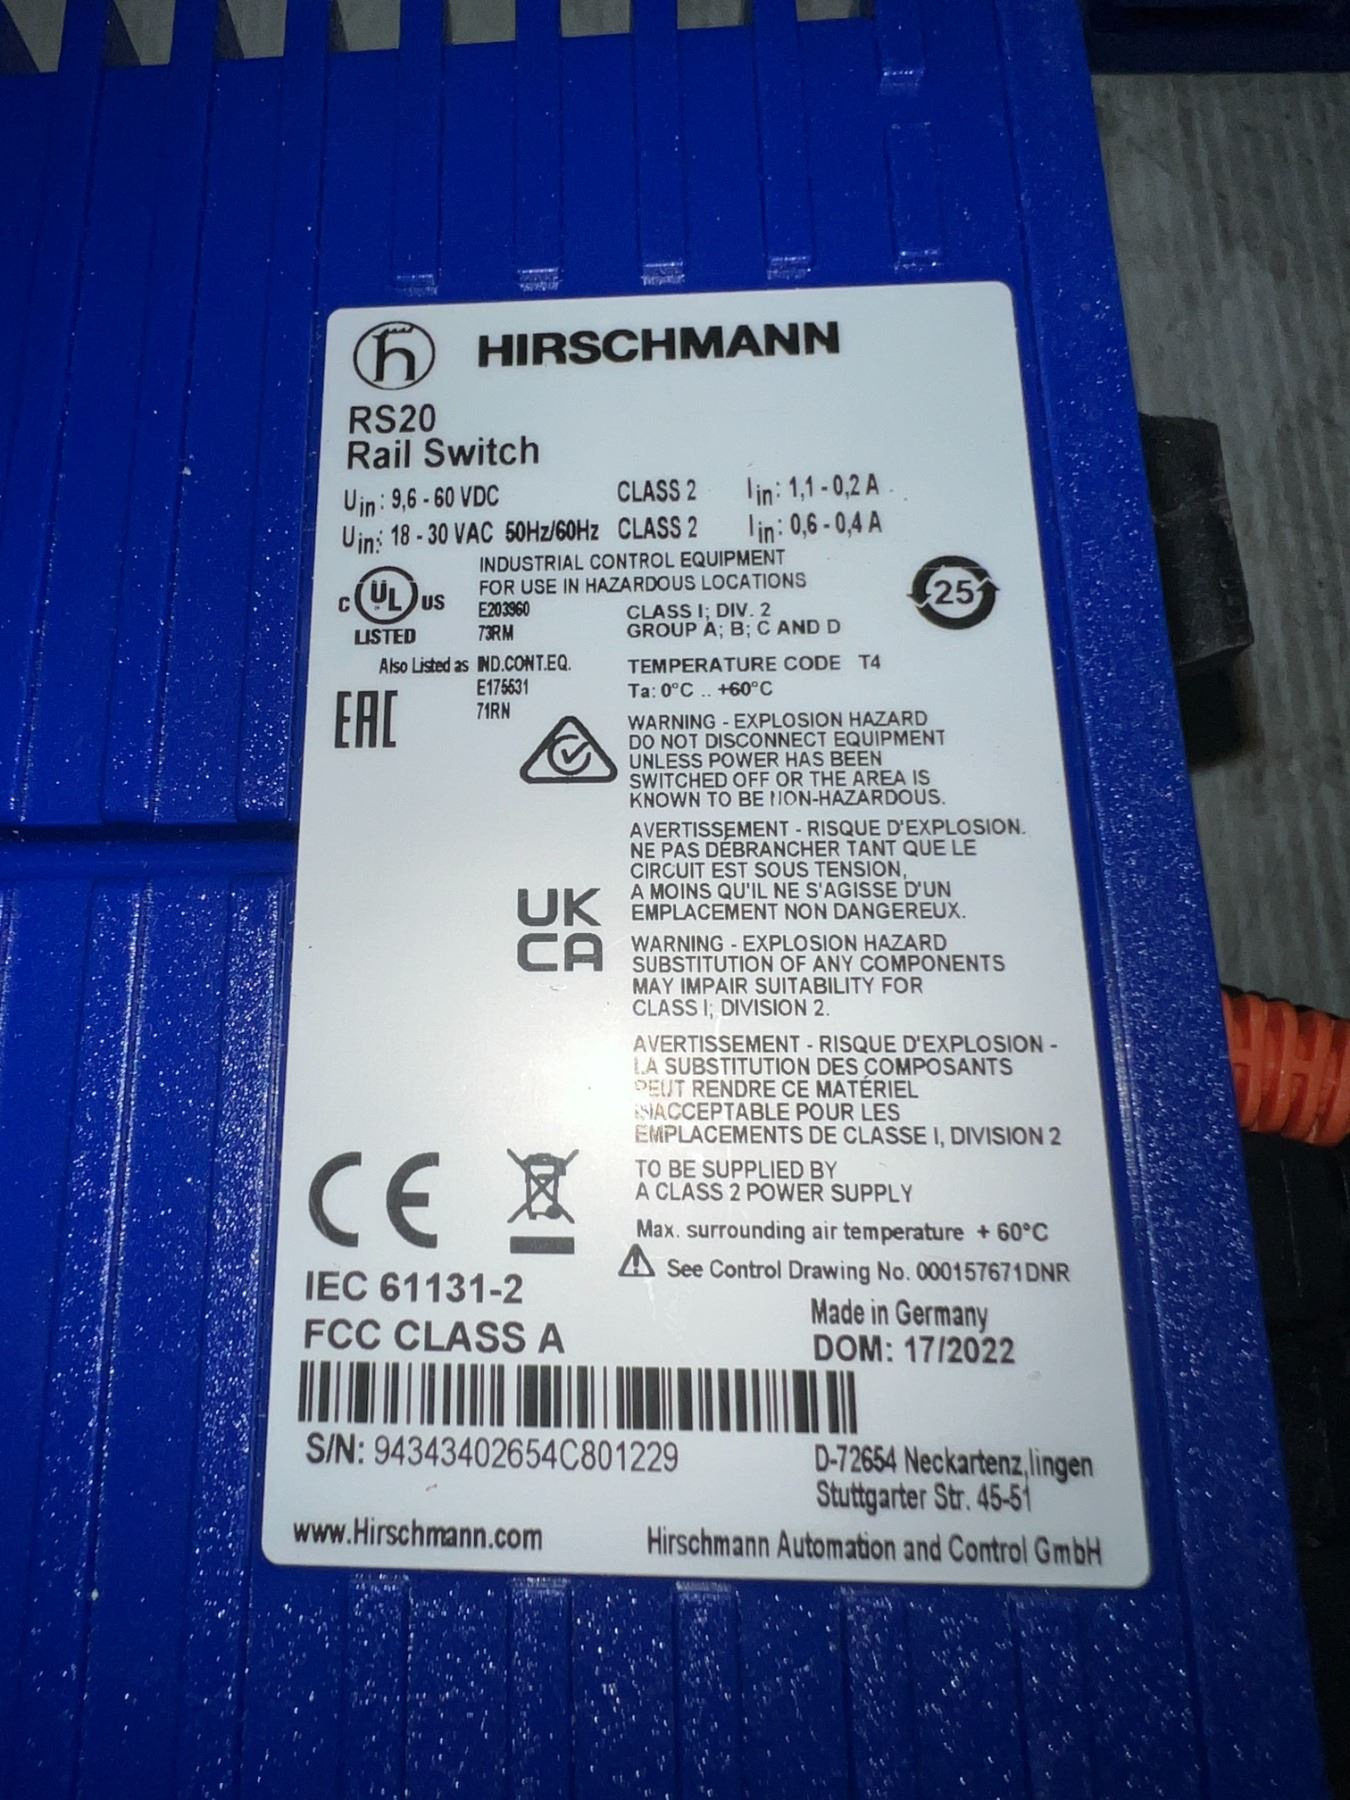 HIRSCHMANN
RS20
Rail Switch
Uin: 9,6 - 60 VDC CLASS 2 Iin: 1,1 - 0,2 A
Uin: 18 - 30 VAC 50Hz/60Hz CLASS 2 Iin: 0,6 - 0,4 A
INDUSTRIAL CONTROL EQUIPMENT
FOR USE IN HAZARDOUS LOCATIONS
C UL US
LISTED
E203960
73RM
CLASS I; DIV. 2
GROUP A; B; C AND D
25
Also Listed as IND.CONT.EQ.
E175531
71RN
TEMPERATURE CODE T4
Ta: 0°C .. +60°C
EAC
WARNING - EXPLOSION HAZARD
DO NOT DISCONNECT EQUIPMENT
UNLESS POWER HAS BEEN
SWITCHED OFF OR THE AREA IS
KNOWN TO BE NON-HAZARDOUS.
AVERTISSEMENT - RISQUE D'EXPLOSION.
NE PAS DÉBRANCHER TANT QUE LE
CIRCUIT EST SOUS TENSION,
A MOINS QU'IL NE S'AGISSE D'UN
EMPLACEMENT NON DANGEREUX.
UK
CA
WARNING - EXPLOSION HAZARD
SUBSTITUTION OF ANY COMPONENTS
MAY IMPAIR SUITABILITY FOR
CLASS I; DIVISION 2.
AVERTISSEMENT - RISQUE D'EXPLOSION -
LA SUBSTITUTION DES COMPOSANTS
PEUT RENDRE CE MATÉRIEL
INACCEPTABLE POUR LES
EMPLACEMENTS DE CLASSE I, DIVISION 2
TO BE SUPPLIED BY
A CLASS 2 POWER SUPPLY
Max. surrounding air temperature + 60°C
See Control Drawing No. 000157671DNR
CE
IEC 61131-2
FCC CLASS A
Made in Germany
DOM: 17/2022
S/N: 94343402654C801229
D-72654 Neckartenzlingen
Stuttgarter Str. 45-51
www.Hirschmann.com
Hirschmann Automation and Control GmbH